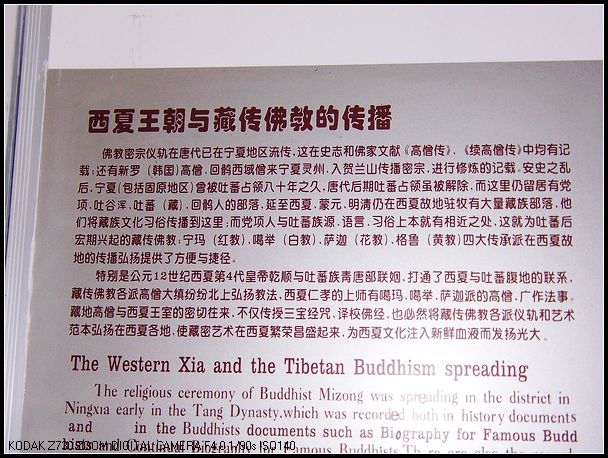 西夏王朝与藏传佛教的传播
佛教密宗仪轨在唐代已在宁夏地区流传，这在史志和佛家文献《高僧传》、《续高僧传》中均有记
载；还有新罗（韩国）高僧，回鹘西域僧来宁夏灵州，入贺兰山传播密宗，进行修炼的记载。安史之乱
后，宁夏（包括固原地区）曾被吐蕃占领八十年之久，唐代后期吐蕃占领虽被解除，而这里仍留居有党
项、吐谷浑、吐蕃（藏）、回鹘人的部落，延至西夏、蒙元，明清仍在西夏故地驻牧有大量藏族部落，他
们将藏族文化习俗传播到这里；而党项人与吐蕃族源、语言、习俗上本就有相近之处，这就为吐蕃后
宏期兴起的藏传佛教：宁玛（红教）、噶举（白教）、萨迦（花教）、格鲁（黄教）四大传承派在西夏故
地的传播弘扬提供了方便与捷径。
特别是公元12世纪西夏第4代皇帝乾顺与吐蕃族青唐部联姻，打通了西夏与吐蕃腹地的联系，
藏传佛教各派高僧大缜纷纷北上弘扬教法，西夏仁孝的上师有噶玛、噶举、萨迦派的高僧，广作法事。
藏地高僧与西夏王室的密切往来，不仅传授三宝经咒，译校佛经，也必然将藏传佛教各派仪轨和艺术
范本弘扬在西夏各地，使藏密艺术在西夏繁荣昌盛起来，为西夏文化注入新鲜血液而发扬光大。
The Western Xia and the Tibetan Buddhism spreading
The religious ceremony of Buddhist Mizong was spreading in the district in
Ningxia early in the Tang Dynasty.which was recorded both in history documents
and in the Buddhists documents such as Biography for Famous Budd
KODAK Z730 ZOOM DIGITAL CAMERA F4.0 1/90s ISO140